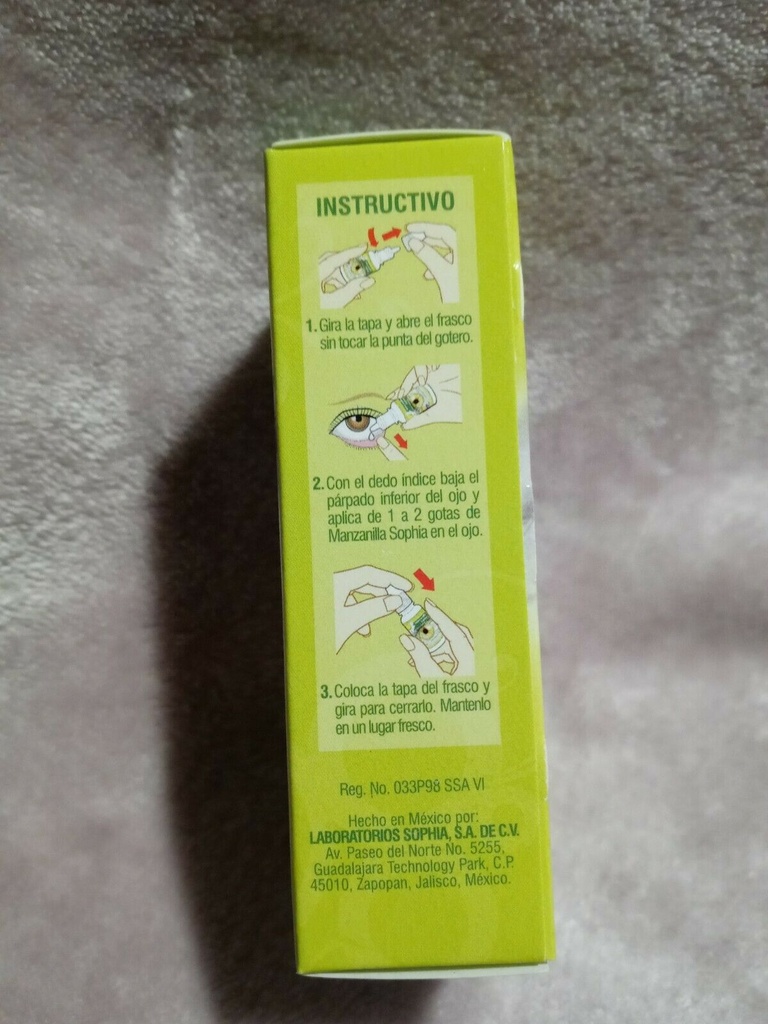 INSTRUCTIVO
1. Gira la tapa y abre el frasco
sin tocar la punta del gotero.
2. Con el dedo índice baja el
párpado inferior del ojo y
aplica de 1 a 2 gotas de
Manzanilla Sophia en el ojo.
3. Coloca la tapa del frasco y
gira para cerrarlo. Mantenlo
en un lugar fresco.
Reg. No. 033P98 SSA VI
Hecho en México por:
LABORATORIOS SOPHIA, S.A. DE C.V.
Av. Paseo del Norte No. 5255,
Guadalajara Technology Park, C.P.
45010, Zapopan, Jalisco, México.